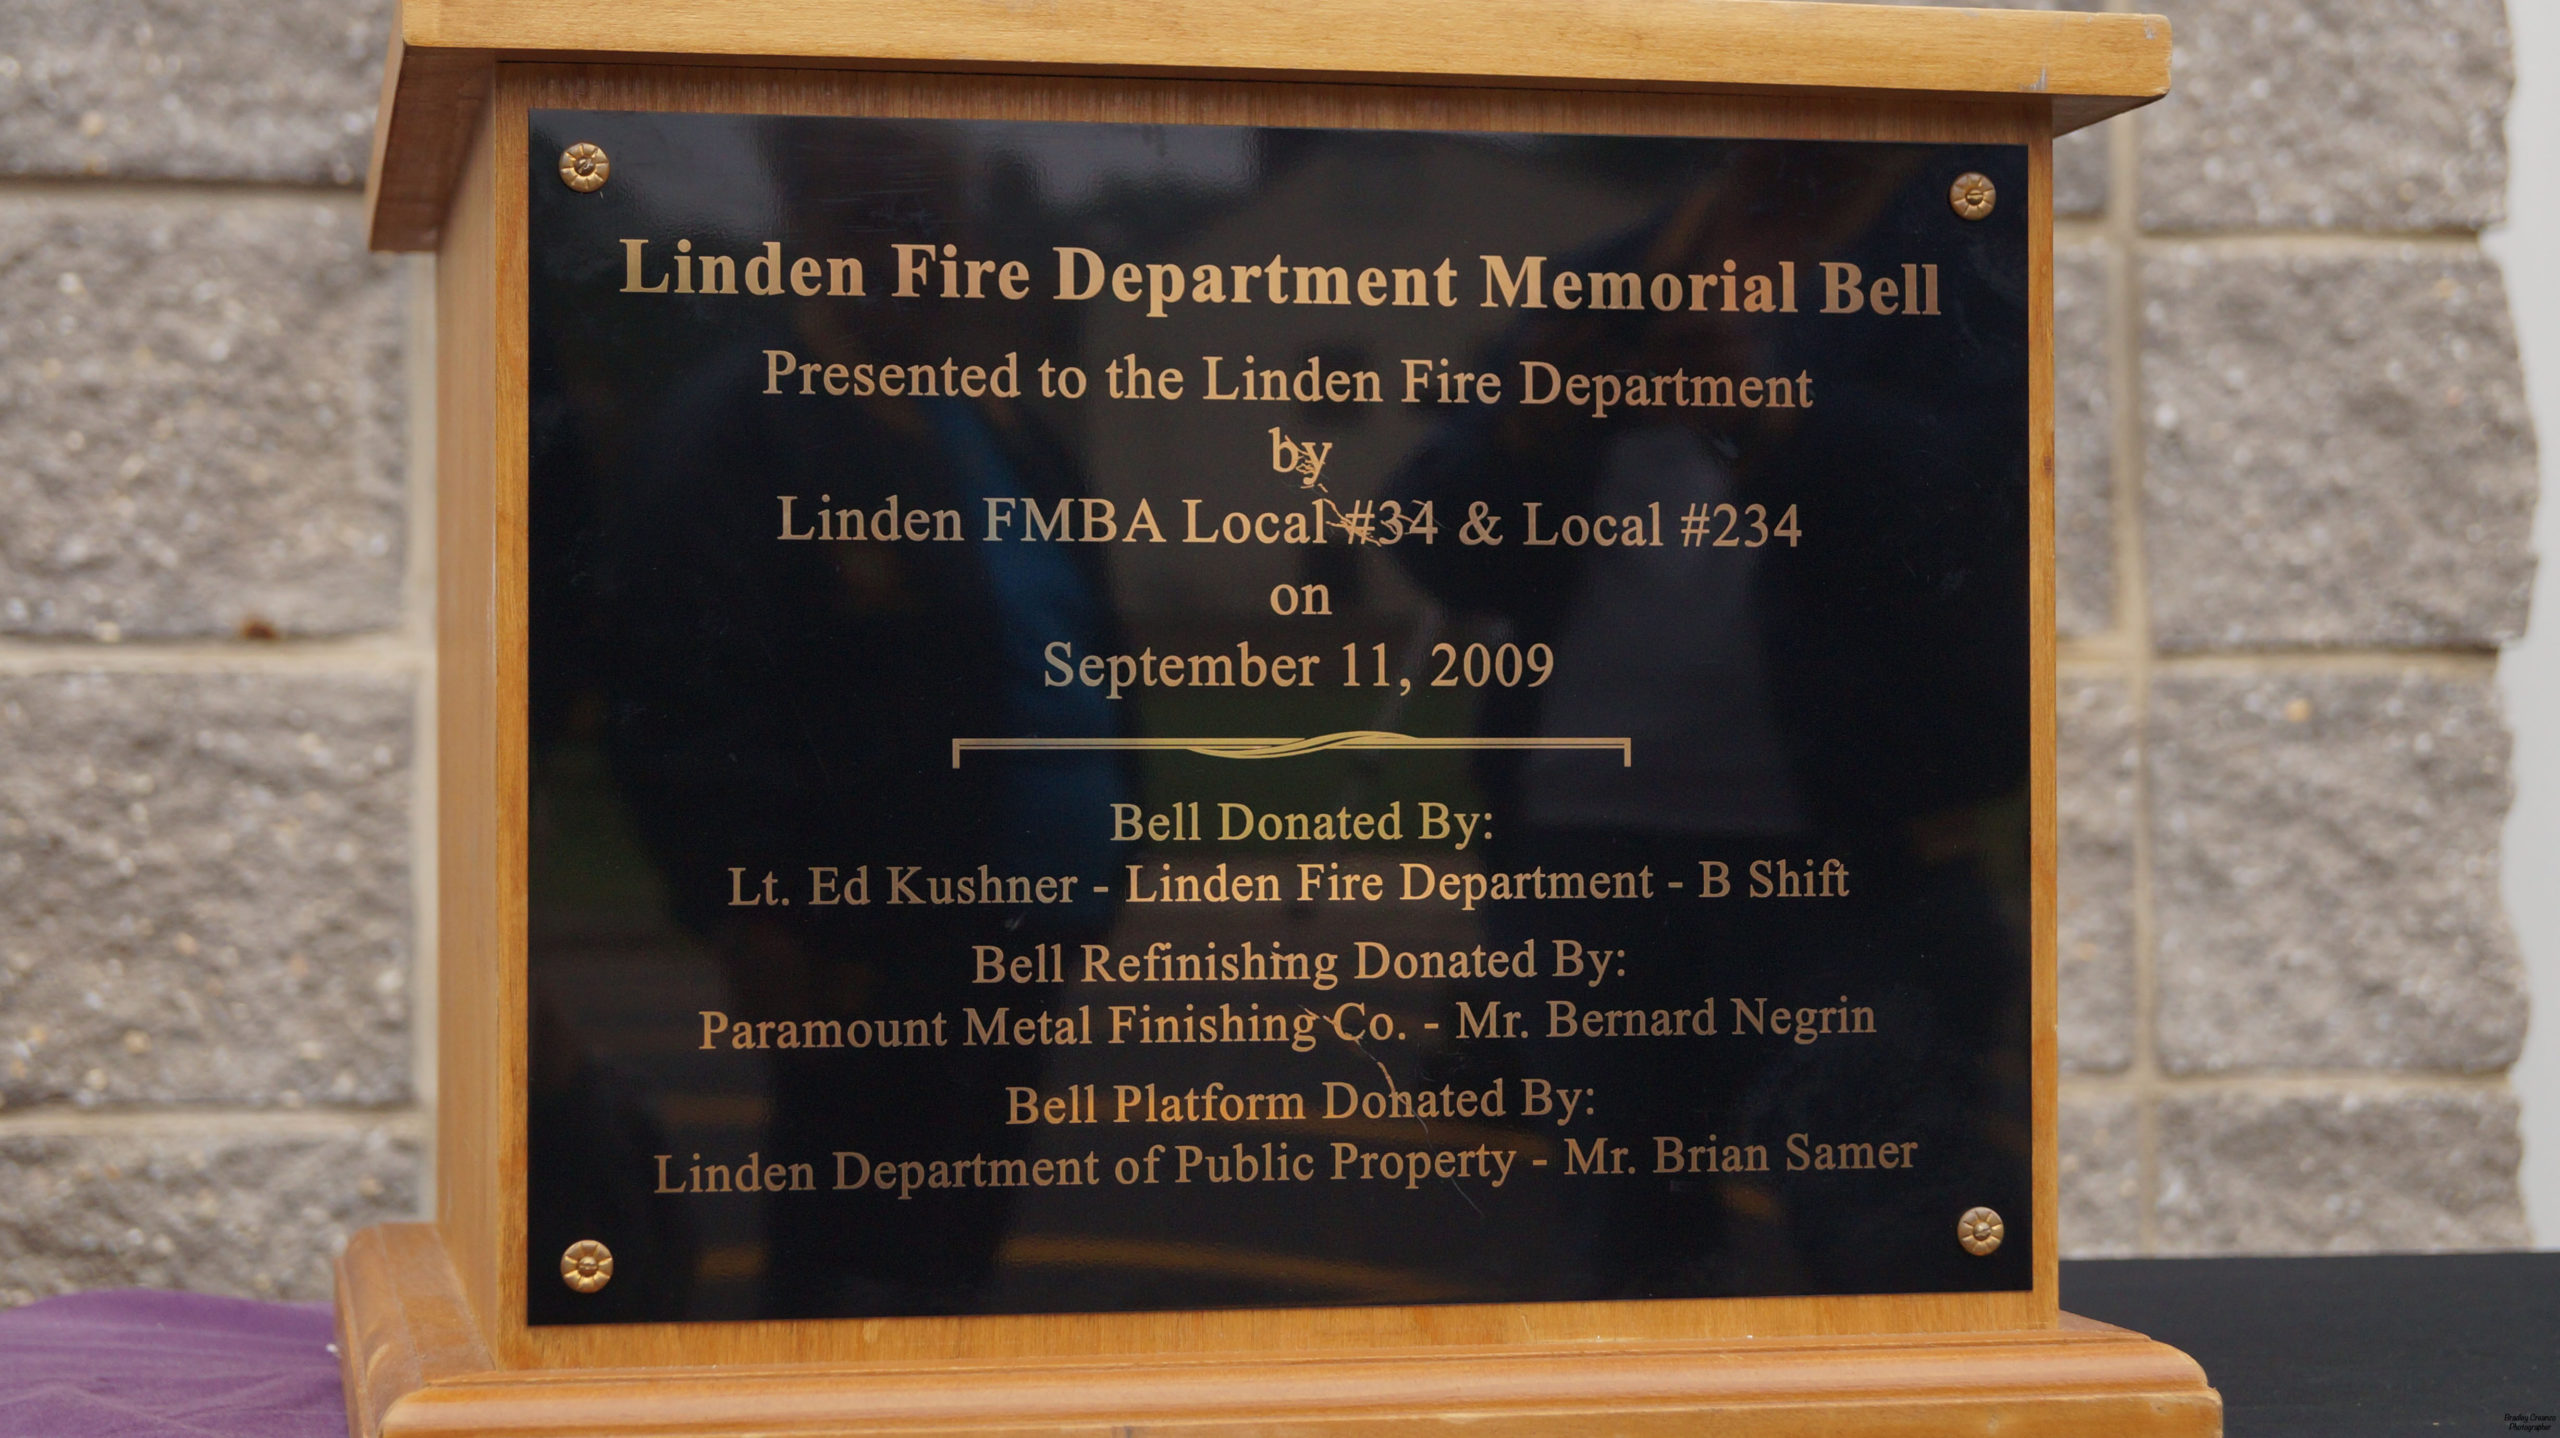 Linden Fire Department Memorial Bell
Presented to the Linden Fire Department
by
Linden FMBA Local #34 & Local #234
on
September 11, 2009
Bell Donated By:
Lt. Ed Kushner - Linden Fire Department - B Shift
Bell Refinishing Donated By:
Paramount Metal Finishing Co. - Mr. Bernard Negrin
Bell Platform Donated By:
Linden Department of Public Property - Mr. Brian Samer
Bradley